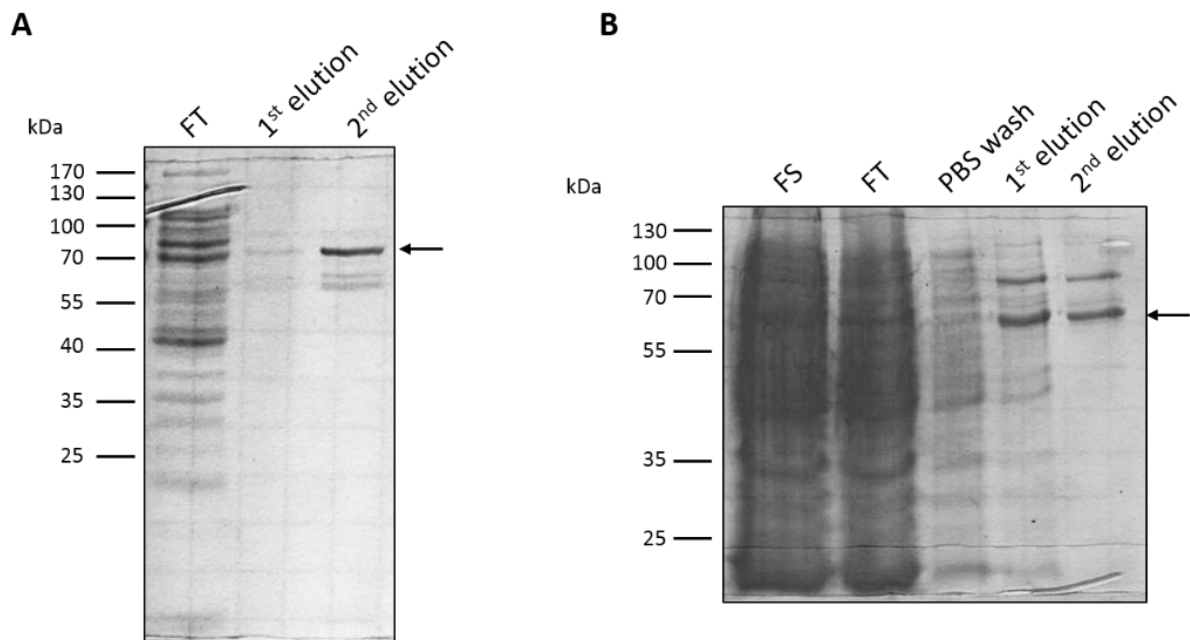 A
kDa
FT
1st elution
2nd elution
170
130
100
70
55
40
35
25
B
kDa
FS
FT
PBS wash
1st elution
2nd elution
130
100
70
55
35
25